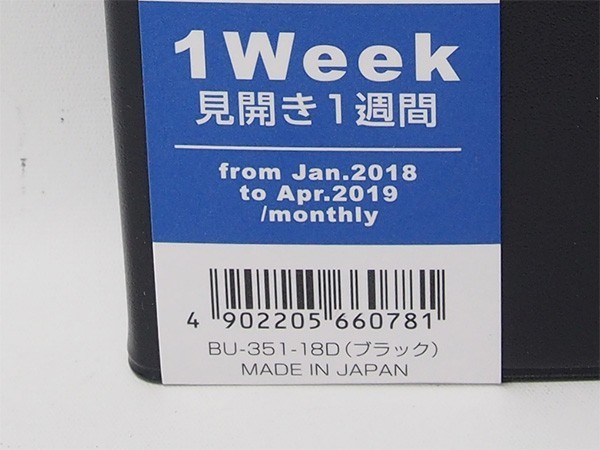 1Week
見開き1週間
from Jan.2018
to Apr.2019
/monthly
4 902205 660781
BU-351-18D(ブラック)
MADE IN JAPAN